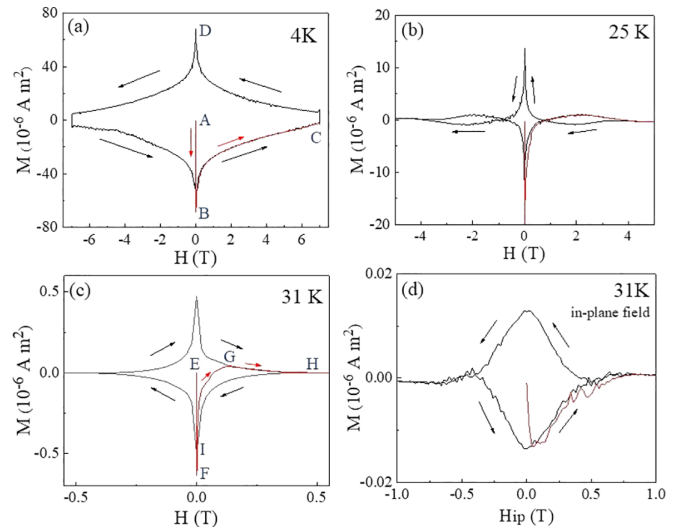 (a)
4K
D
A
C
B
80
40
0
-40
-80
-6 -4 -2 0 2 4 6
H (T)
M (10-6 A m2)
(b)
25 K
20
10
0
-10
-20
-4 -2 0 2 4
H (T)
M (10-6 A m2)
(c)
31 K
E
G
H
I
F
0.5
0.0
-0.5
-0.5 0.0 0.5
H (T)
M (10-6 A m2)
(d)
31K
in-plane field
0.02
0.00
-0.02
-1.0 -0.5 0.0 0.5 1.0
Hip (T)
M (10-6 A m2)